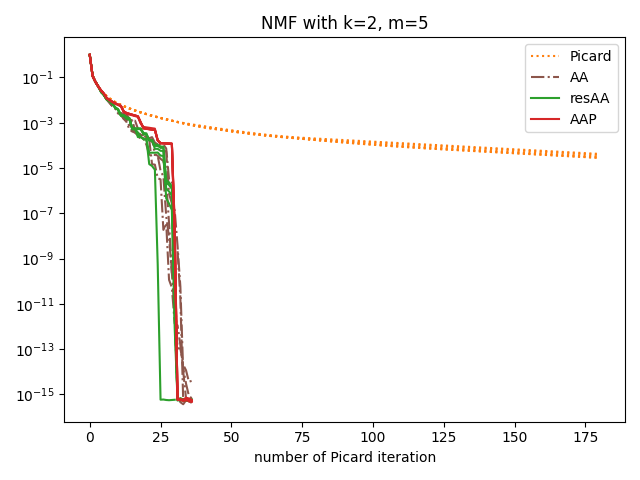 NMF with k=2, m=5
Picard
AA
resAA
AAP
10⁻¹
10⁻³
10⁻⁵
10⁻⁷
10⁻⁹
10⁻¹¹
10⁻¹³
10⁻¹⁵
0 25 50 75 100 125 150 175
number of Picard iteration